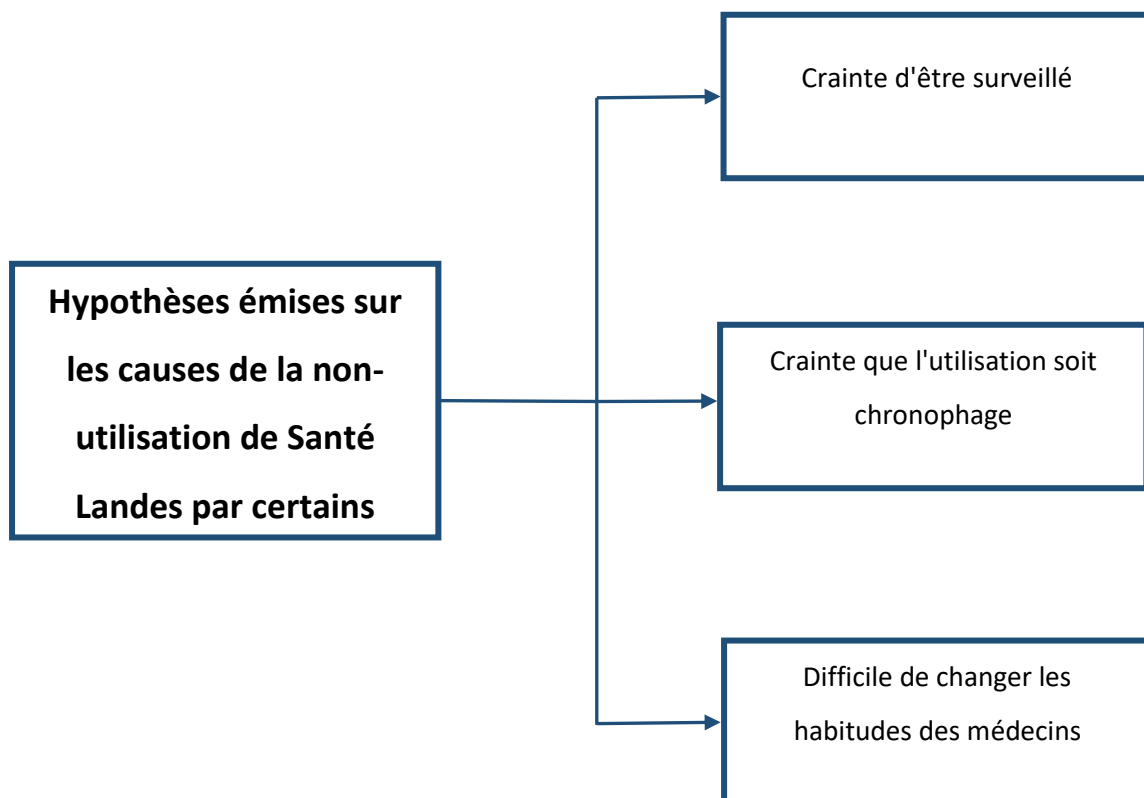 Hypothèses émises sur
les causes de la non-
utilisation de Santé
Landes par certains
Crainte d'être surveillé
Crainte que l'utilisation soit
chronophage
Difficile de changer les
habitudes des médecins